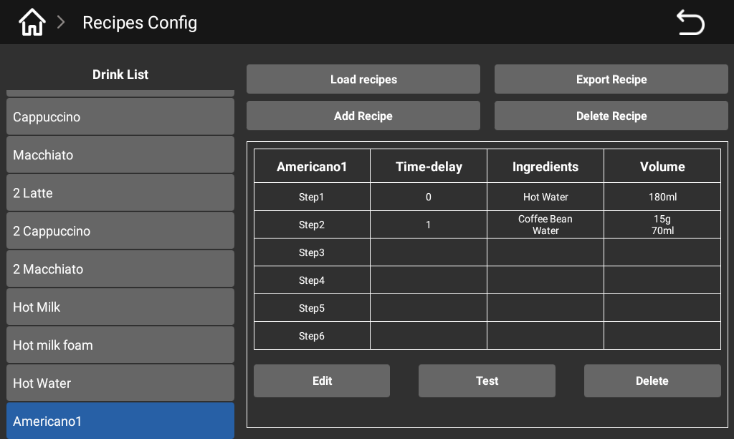 Recipes Config
Drink List
Cappuccino
Macchiato
2 Latte
2 Cappuccino
2 Macchiato
Hot Milk
Hot milk foam
Hot Water
Americano1
Load recipes Export Recipe
Add Recipe Delete Recipe
Americano1 Time-delay Ingredients Volume
Step1 0 Hot Water 180ml
Step2 1 Coffee Bean 15g
Water 70ml
Step3
Step4
Step5
Step6
Edit Test Delete